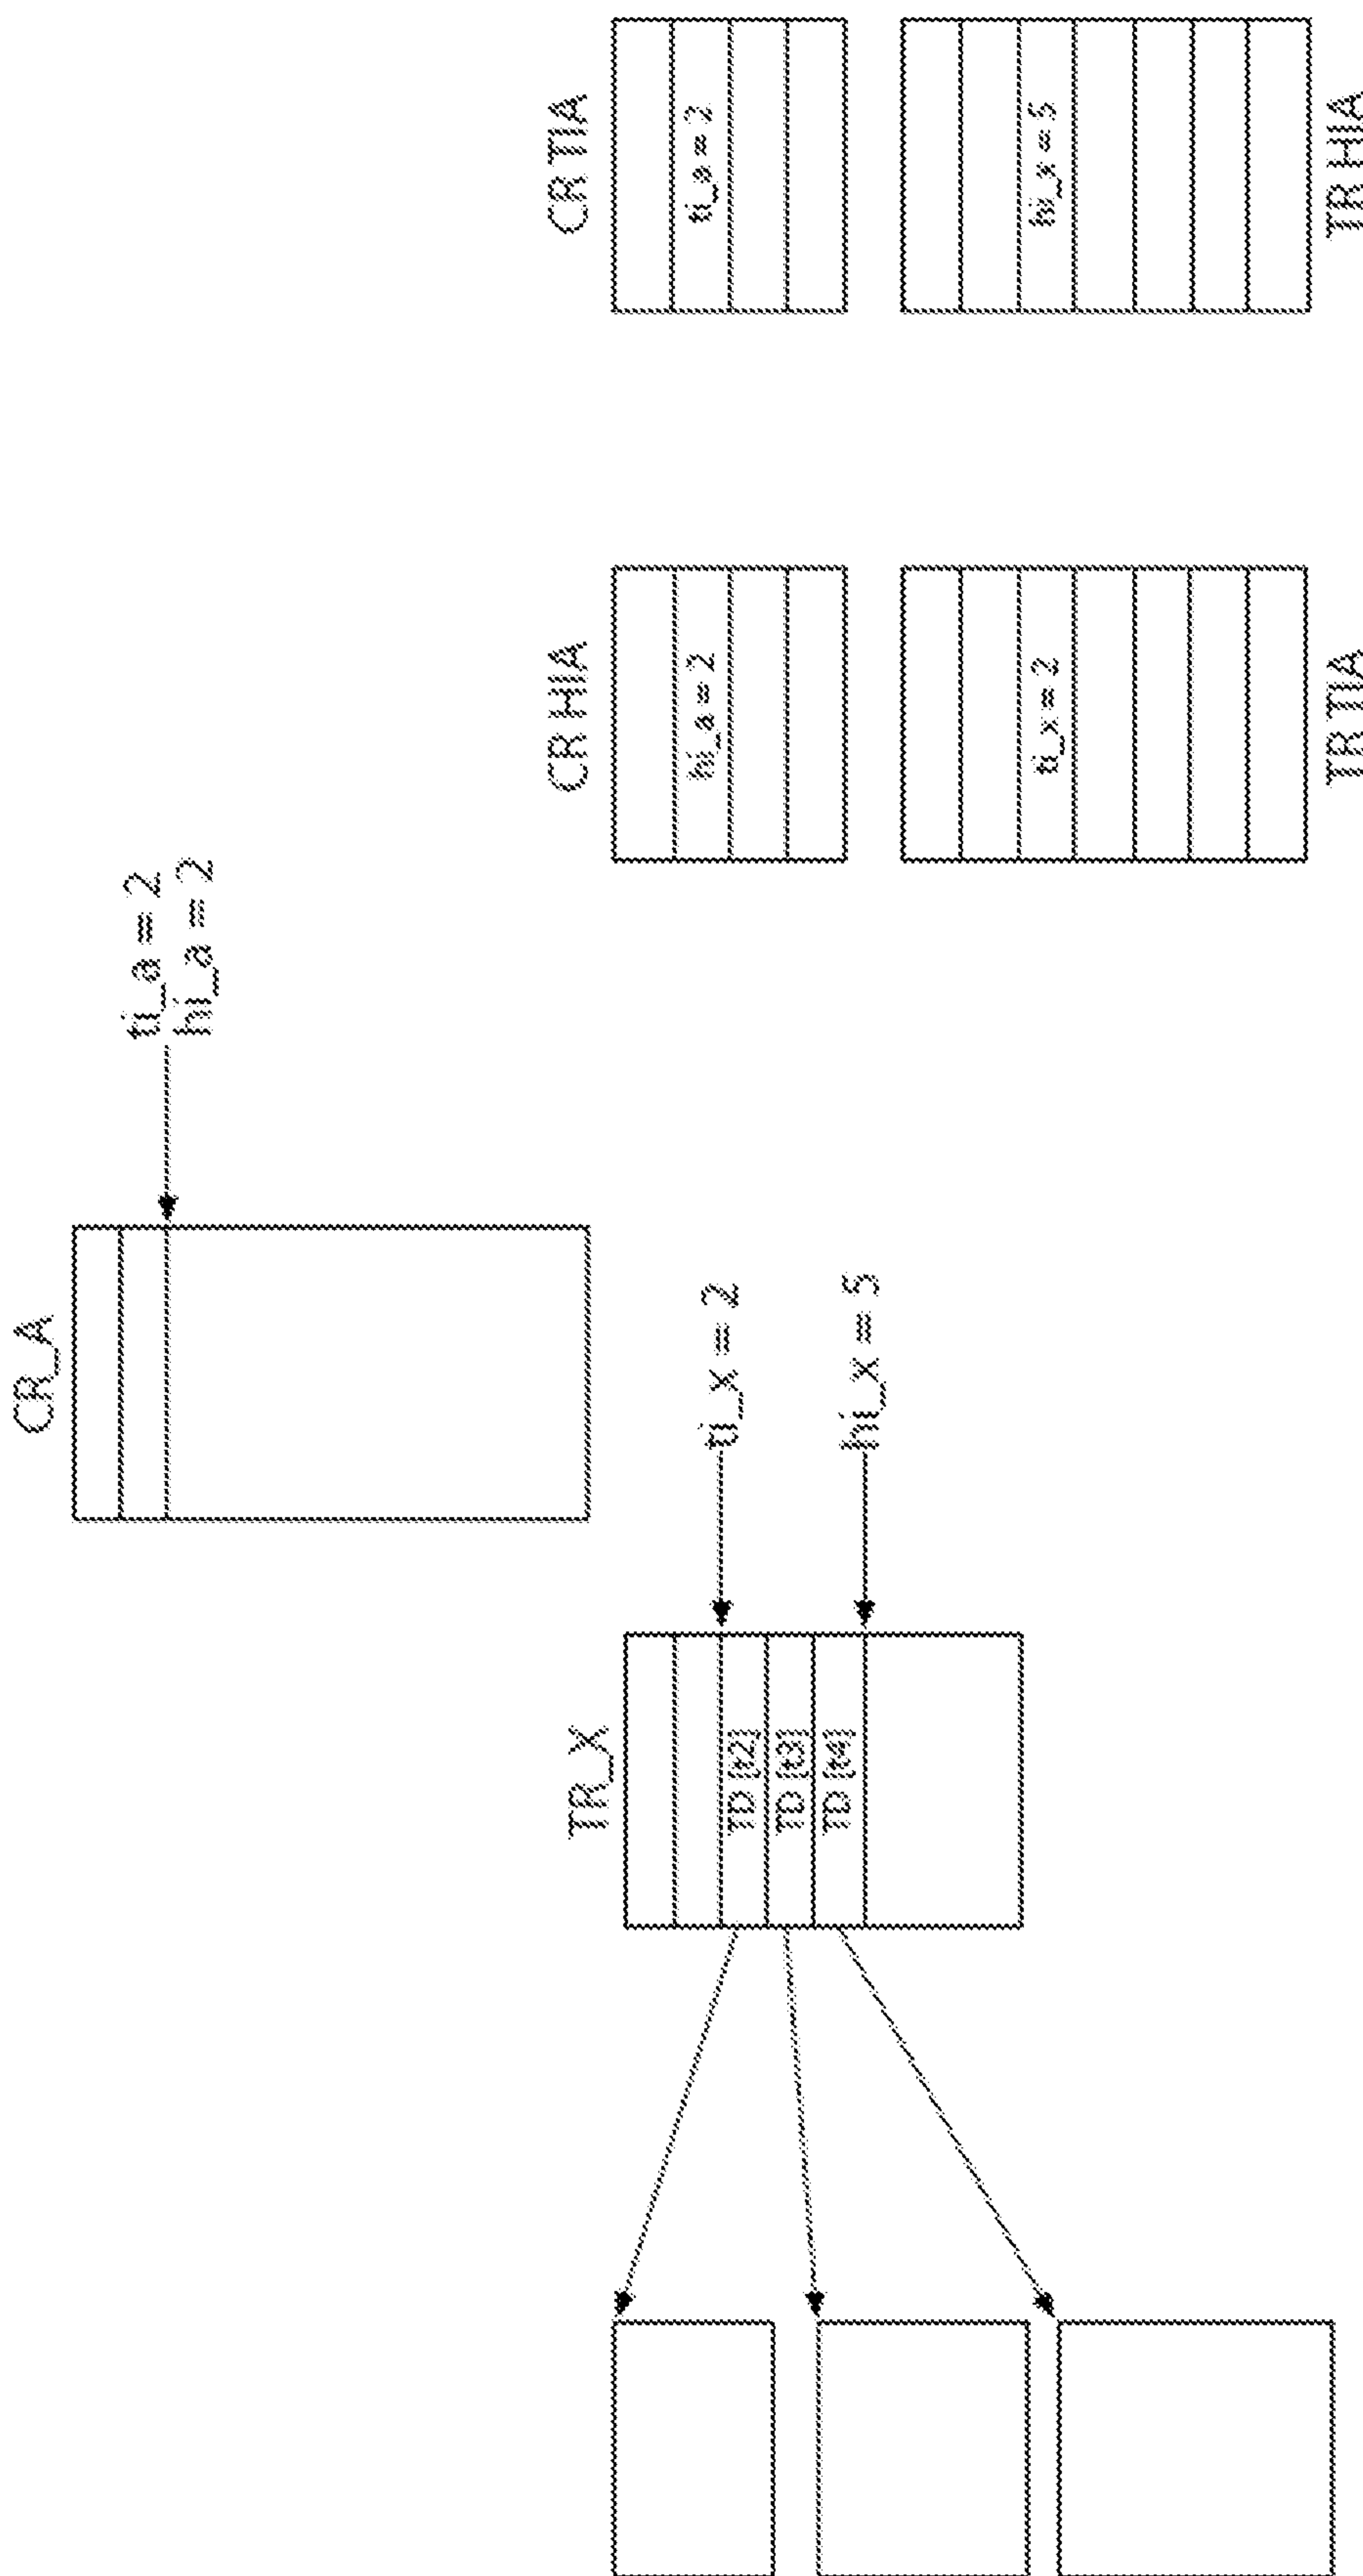 CR_A
ti_a = 2
hi_a = 2
TR_X
TD [t2]
TD [t3]
TD [t4]
ti_x = 2
hi_x = 5
CR HIA
hi_a = 2
ti_x = 2
TR TIA
CR TIA
ti_a = 2
hi_x = 5
TR HIA